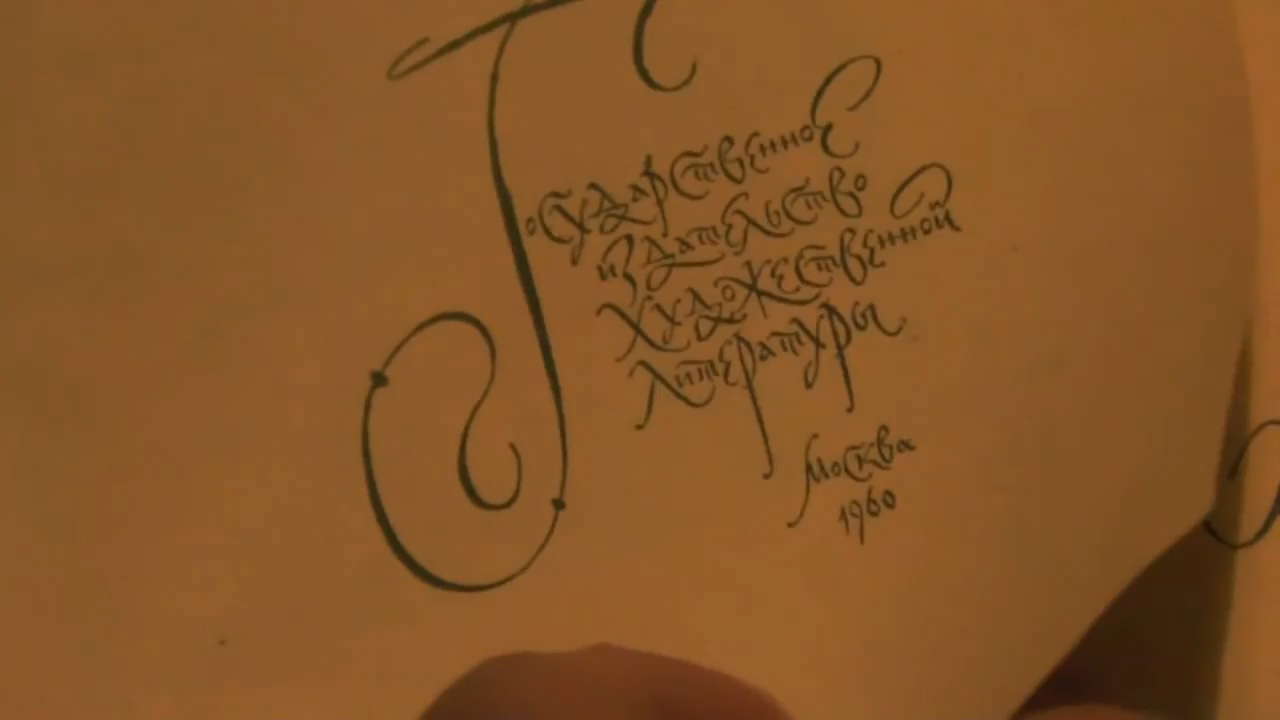 Государственное
издательство
художественной
литературы
Москва
1960